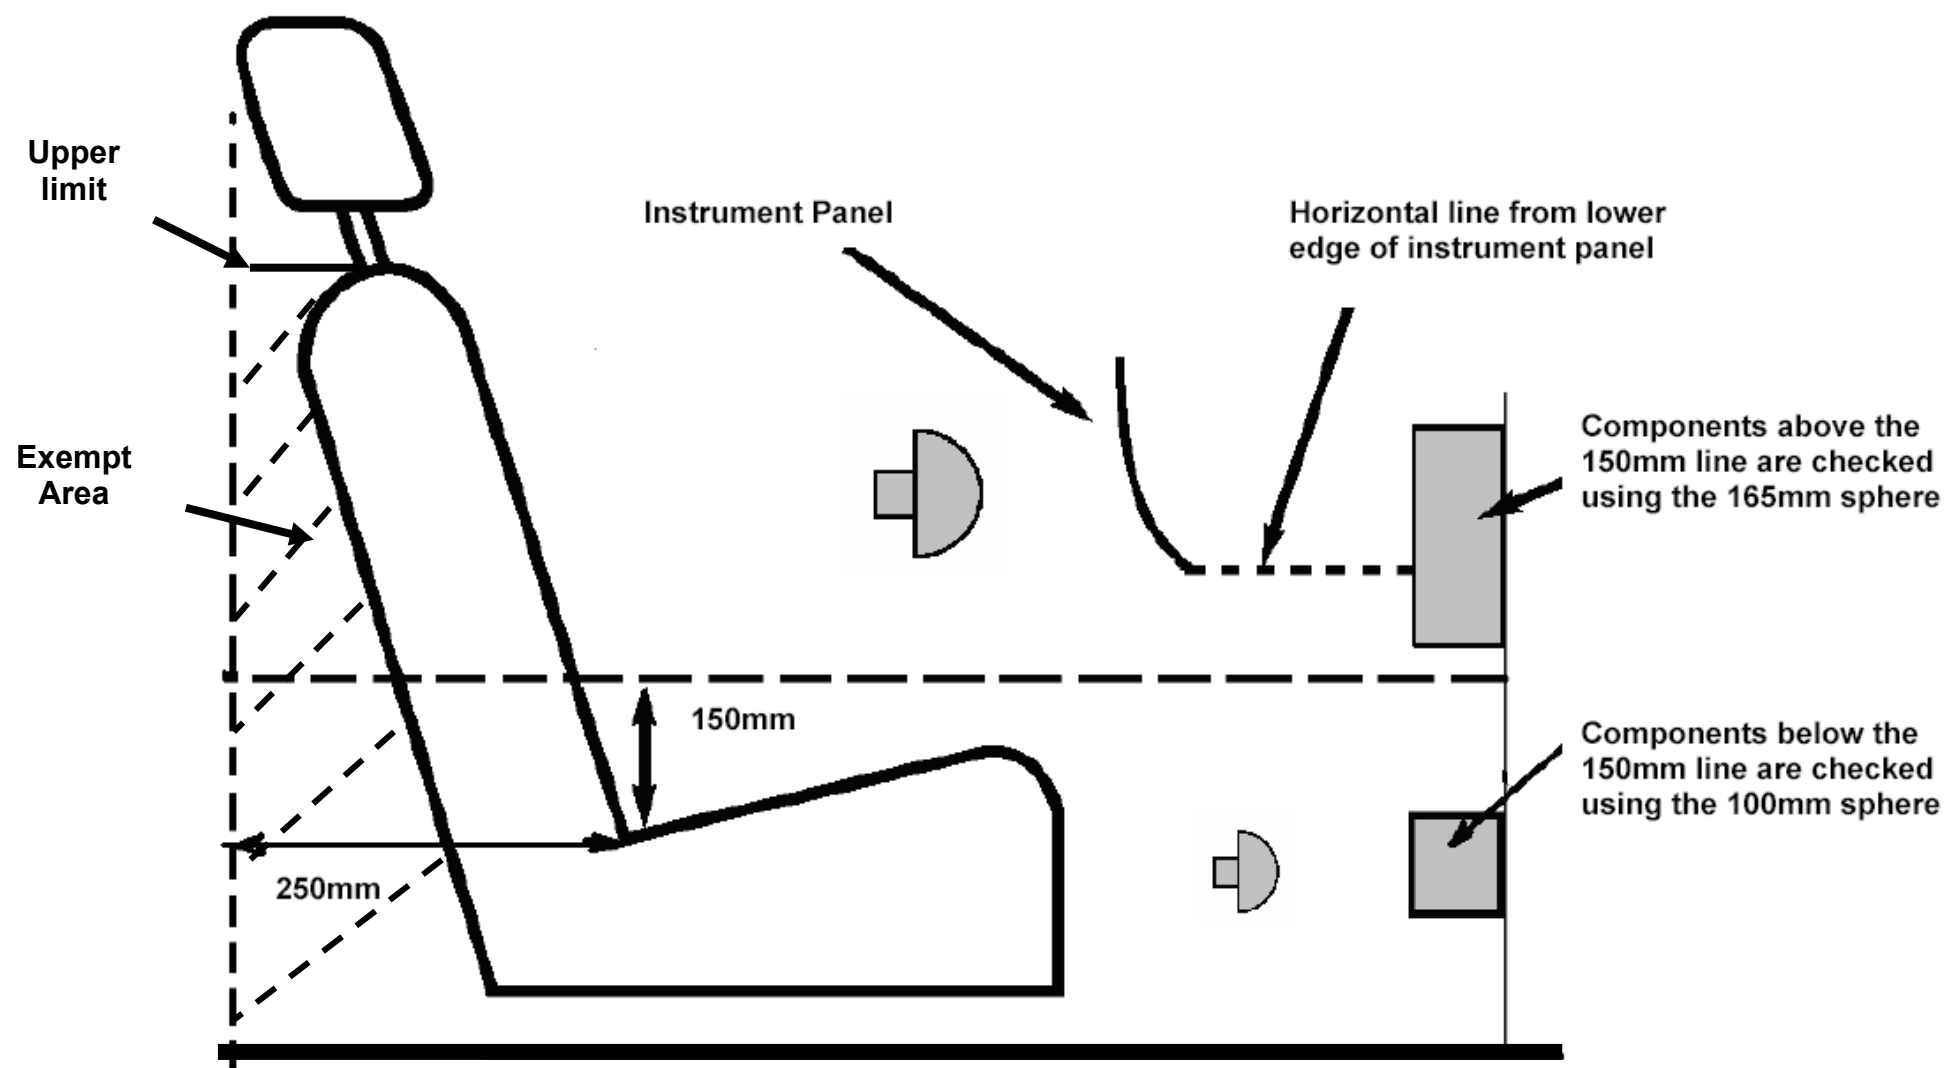 Upper
limit
Instrument Panel
Horizontal line from lower
edge of instrument panel
Exempt
Area
Components above the
150mm line are checked
using the 165mm sphere
150mm
Components below the
150mm line are checked
using the 100mm sphere
250mm